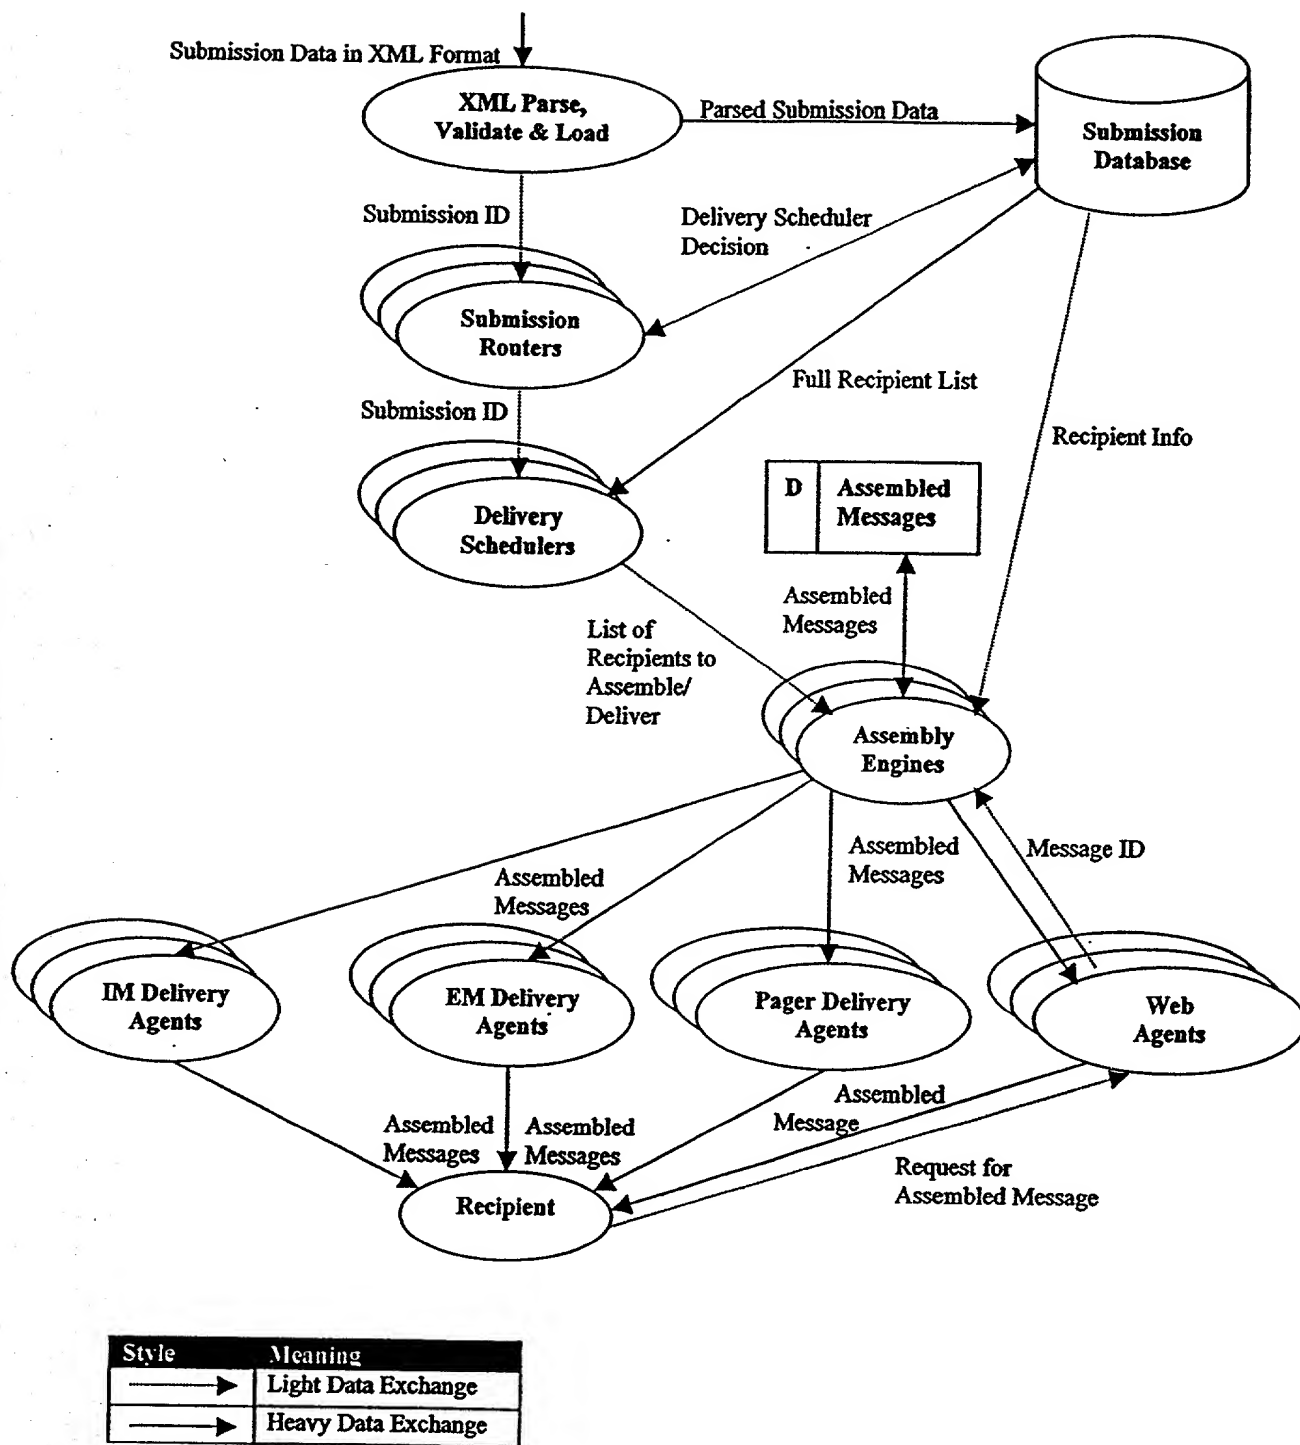 Submission Data in XML Format
XML Parse,
Validate & Load
Parsed Submission Data
Submission
Database
Submission ID
Delivery Scheduler
Decision
Submission
Routers
Full Recipient List
Submission ID
Recipient Info
D
Assembled
Messages
Delivery
Schedulers
Assembled
Messages
List of
Recipients to
Assemble/
Deliver
Assembly
Engines
Assembled
Messages
Message ID
Assembled
Messages
IM Delivery
Agents
EM Delivery
Agents
Pager Delivery
Agents
Web
Agents
Assembled
Messages
Assembled
Messages
Assembled
Message
Request for
Assembled Message
Recipient
Style Meaning
Light Data Exchange
Heavy Data Exchange